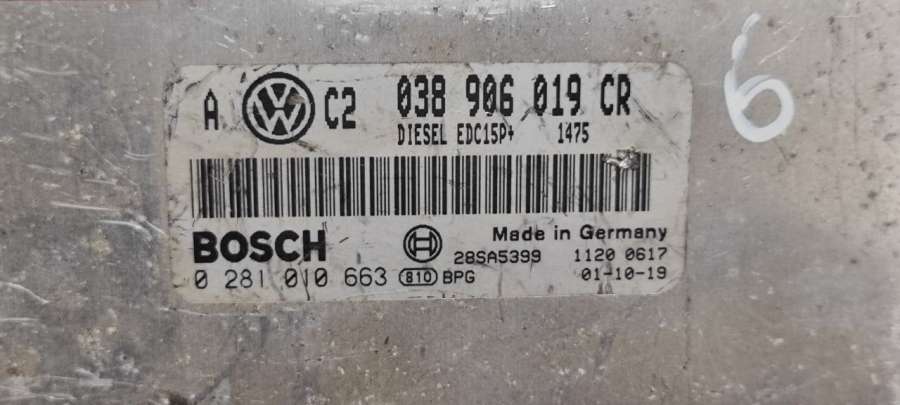 A VW C2 038 906 019 CR
DIESEL EDC15P+ 1475
BOSCH
Made in Germany
28SA5399 1120 0617
0 281 010 663 810 BPG 01-10-19
6